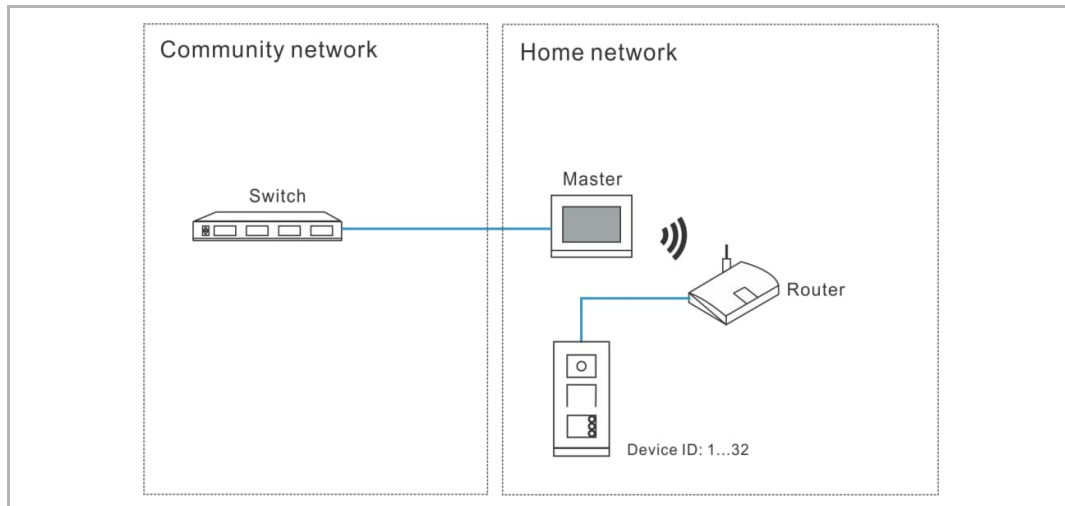 Community network
Home network
Switch
Master
Router
Device ID: 1...32